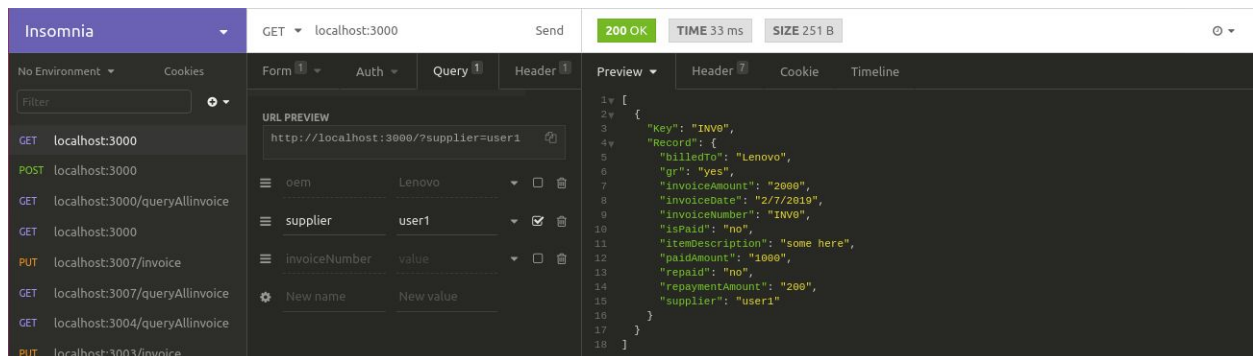 Insomnia
GET localhost:3000 Send
200 OK TIME 33 ms SIZE 251 B
No Environment Cookies
Filter
GET localhost:3000
POST localhost:3000
GET localhost:3000/queryAllinvoice
GET localhost:3000
PUT localhost:3007/invoice
GET localhost:3007/queryAllinvoice
GET localhost:3004/queryAllinvoice
PUT localhost:3003/invoice
Form 1 Auth Query 1 Header 1
URL PREVIEW
http://localhost:3000/?supplier=user1
oem Lenovo
supplier user1
invoiceNumber value
New name New value
Preview Header 7 Cookie Timeline
1 [
2 {
3 "Key": "INV0",
4 "Record": {
5 "billedTo": "Lenovo",
6 "gr": "yes",
7 "invoiceAmount": "2000",
8 "invoiceDate": "2/7/2019",
9 "invoiceNumber": "INV0",
10 "isPaid": "no",
11 "itemDescription": "some here",
12 "paidAmount": "1000",
13 "repaid": "no",
14 "repaymentAmount": "200",
15 "supplier": "user1"
16 }
17 }
18 ]